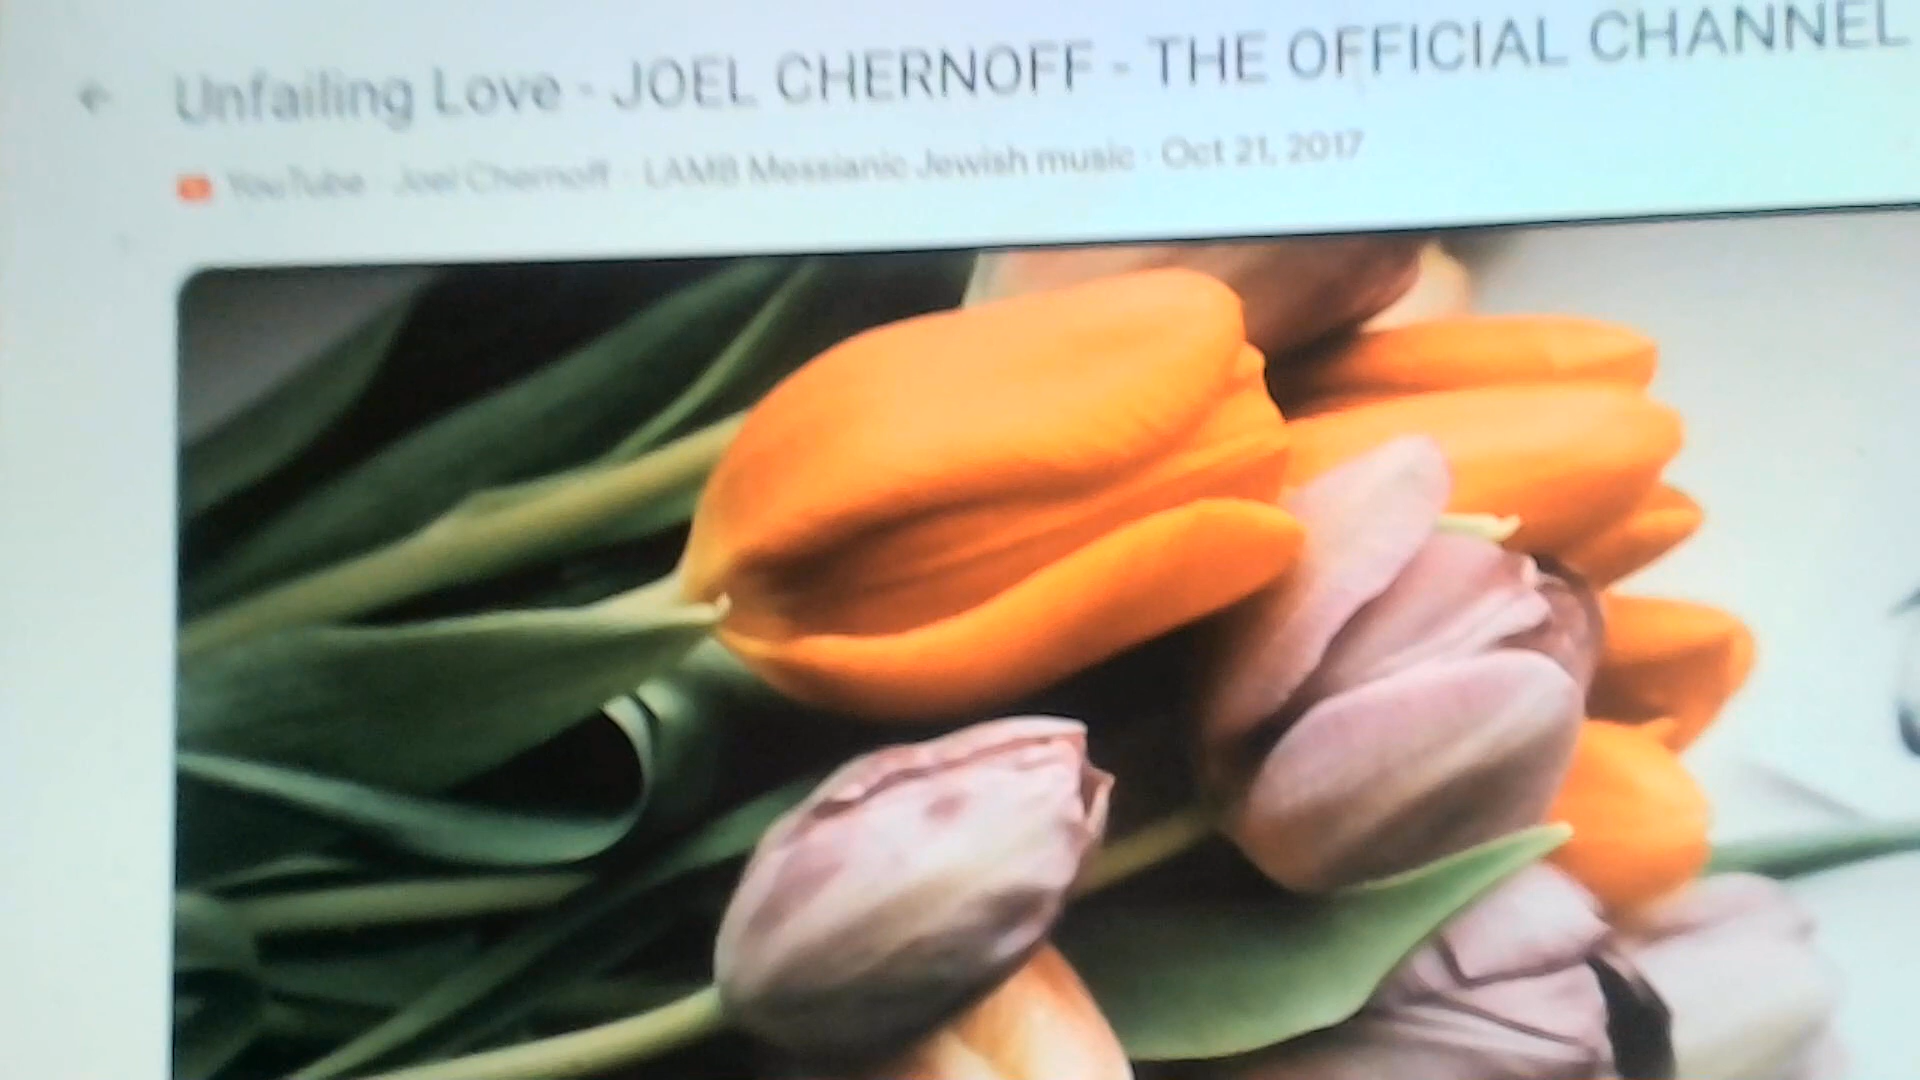 Unfailing Love - JOEL CHERNOFF - THE OFFICIAL CHANNEL
YouTube · Joel Chernoff - LAMB Messianic Jewish music · Oct 21, 2017